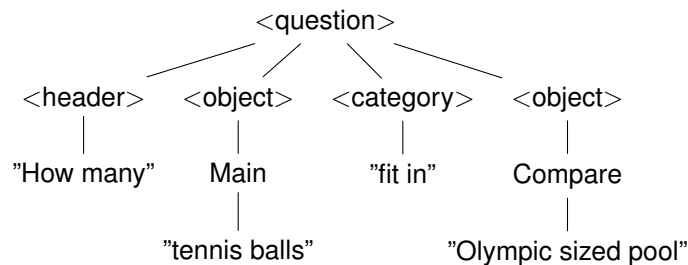 <question>
<header> <object> <category> <object>
”How many” Main ”fit in” Compare
”tennis balls” ”Olympic sized pool”